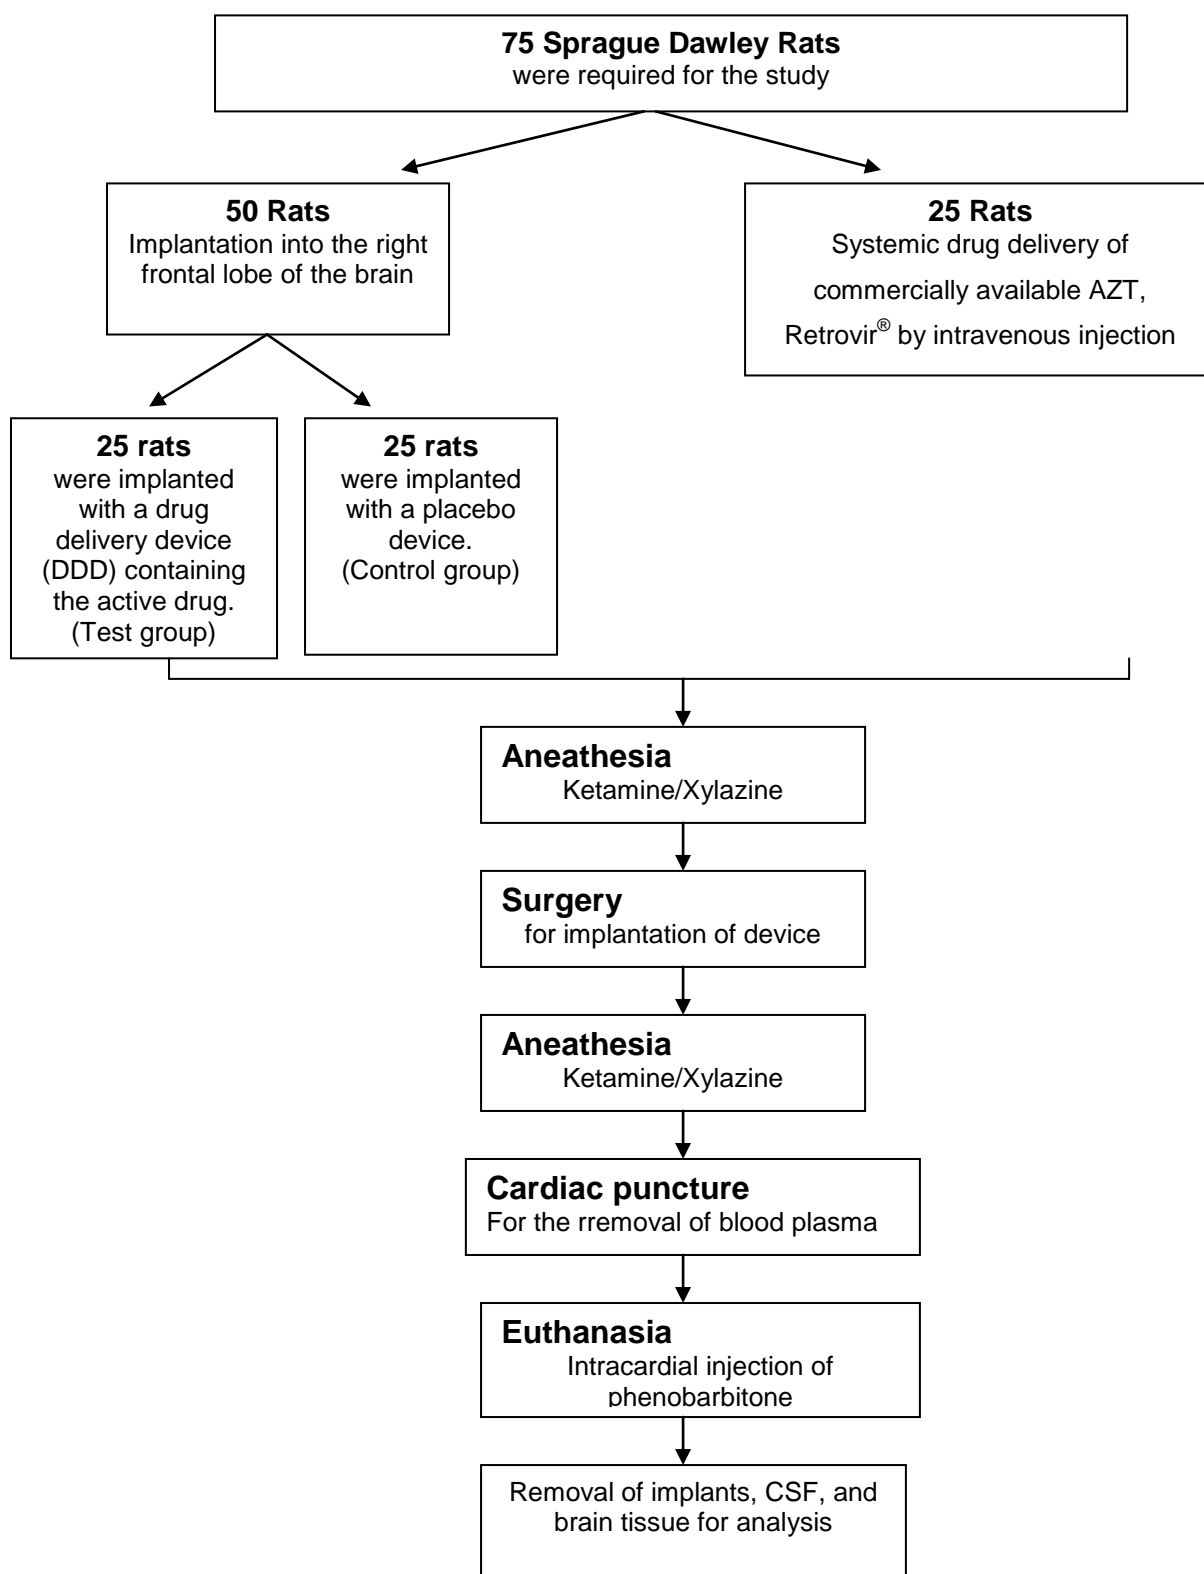 75 Sprague Dawley Rats
were required for the study
50 Rats
Implantation into the right
frontal lobe of the brain
25 Rats
Systemic drug delivery of
commercially available AZT,
Retrovir® by intravenous injection
25 rats
were implanted
with a drug
delivery device
(DDD) containing
the active drug.
(Test group)
25 rats
were implanted
with a placebo
device.
(Control group)
Aneathesia
Ketamine/Xylazine
Surgery
for implantation of device
Aneathesia
Ketamine/Xylazine
Cardiac puncture
For the rremoval of blood plasma
Euthanasia
Intracardial injection of
phenobarbitone
Removal of implants, CSF, and
brain tissue for analysis